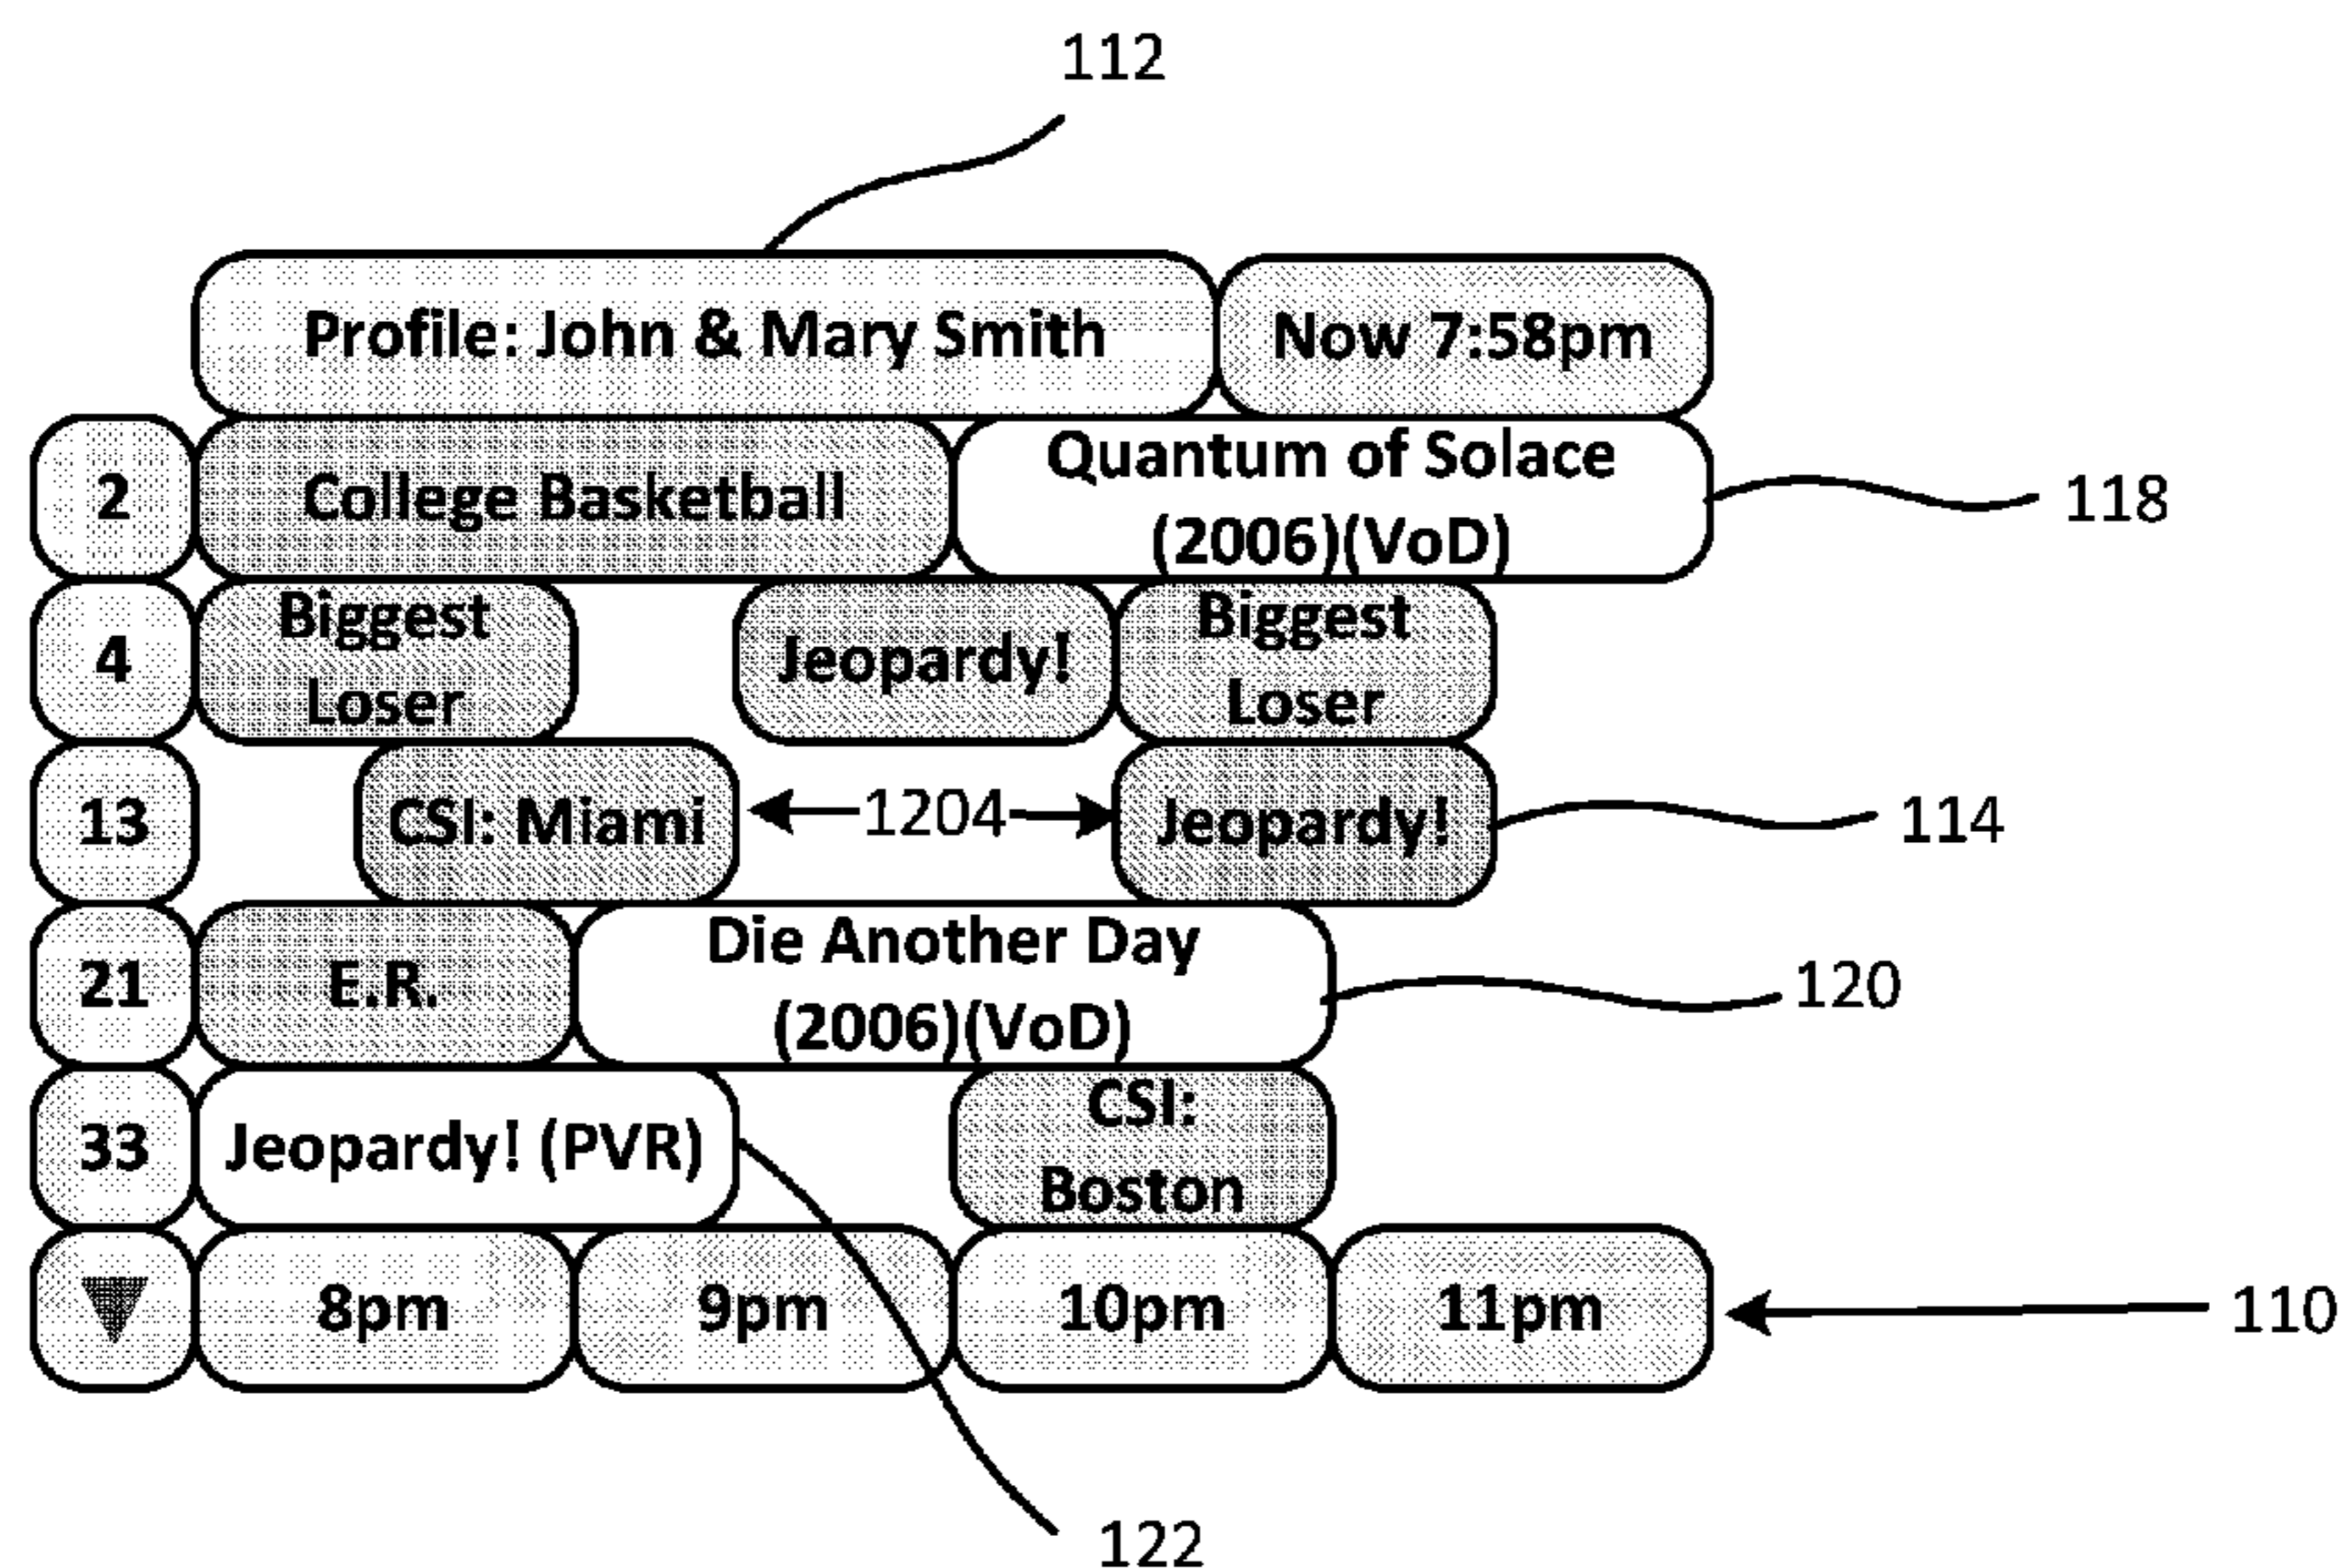 112
Profile: John & Mary Smith
Now 7:58pm
2
College Basketball
Quantum of Solace
(2006)(VoD)
118
4
Biggest
Loser
Jeopardy!
Biggest
Loser
13
CSI: Miami
1204
Jeopardy!
114
21
E.R.
Die Another Day
(2006)(VoD)
120
33
Jeopardy! (PVR)
CSI:
Boston
8pm
9pm
10pm
11pm
110
122